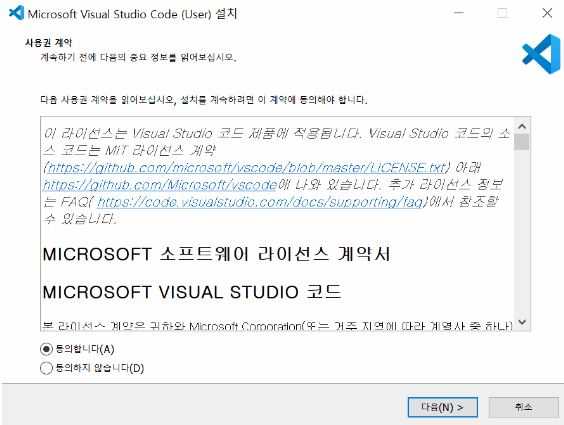 Microsoft Visual Studio Code (User) 설치
사용권 계약
계속하기 전에 다음의 중요 정보를 읽어보십시오.
다음 사용권 계약을 읽어보십시오, 설치를 계속하려면 이 계약에 동의해야 합니다.
이 라이선스는 Visual Studio 코드 제품에 적용됩니다. Visual Studio 코드의 소
스 코드는 MIT 라이선스 계약
(https://github.com/microsoft/vscode/blob/master/LICENSE.txt) 아래
https://github.com/Microsoft/vscode에 나와 있습니다. 추가 라이선스 정보
는 FAQ( https://code.visualstudio.com/docs/supporting/faq)에서 참조할
수 있습니다.
MICROSOFT 소프트웨어 라이선스 계약서
MICROSOFT VISUAL STUDIO 코드
본 라이선스 계약은 귀하와 Microsoft Corporation(또는 거주 지역에 따라 계열사 중 하나)
동의합니다(A)
동의하지 않습니다(D)
다음(N) >
취소